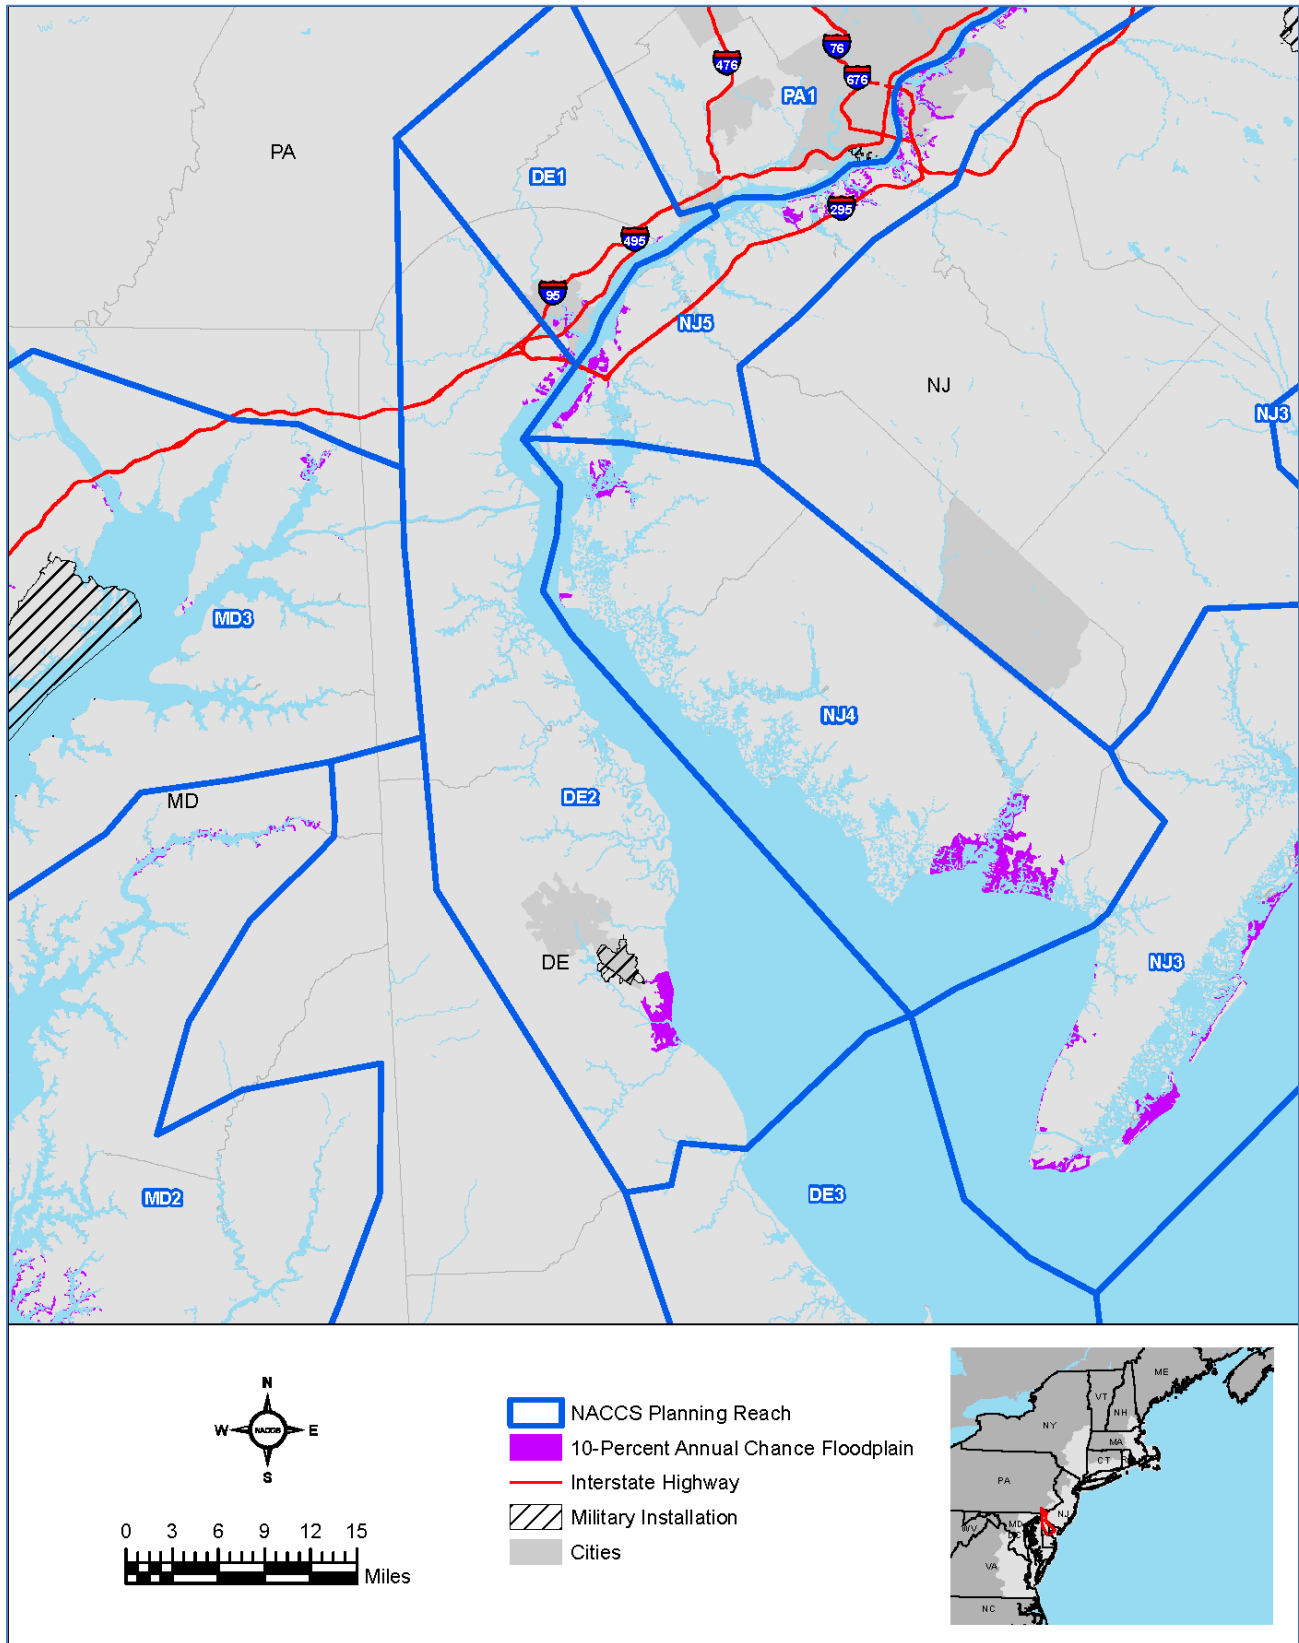 476
76
676
PA1
PA
DE1
495
295
95
NJ5
NJ
NJ3
MD3
NJ4
MD
DE2
DE
NJ3
MD2
DE3
N
W NACCS E
S
0 3 6 9 12 15
Miles
NACCS Planning Reach
10-Percent Annual Chance Floodplain
Interstate Highway
Military Installation
Cities
ME
VT
NH
NY
MA
CT
PA
NJ
MD
WV
VA
NC